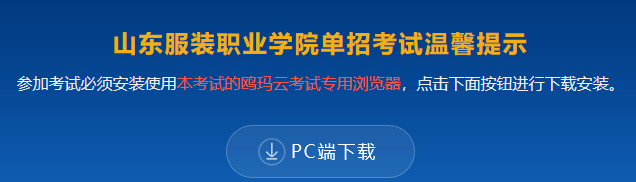 山东服装职业学院单招考试温馨提示
参加考试必须安装使用本考试的鸥玛云考试专用浏览器，点击下面按钮进行下载安装。
PC端下载